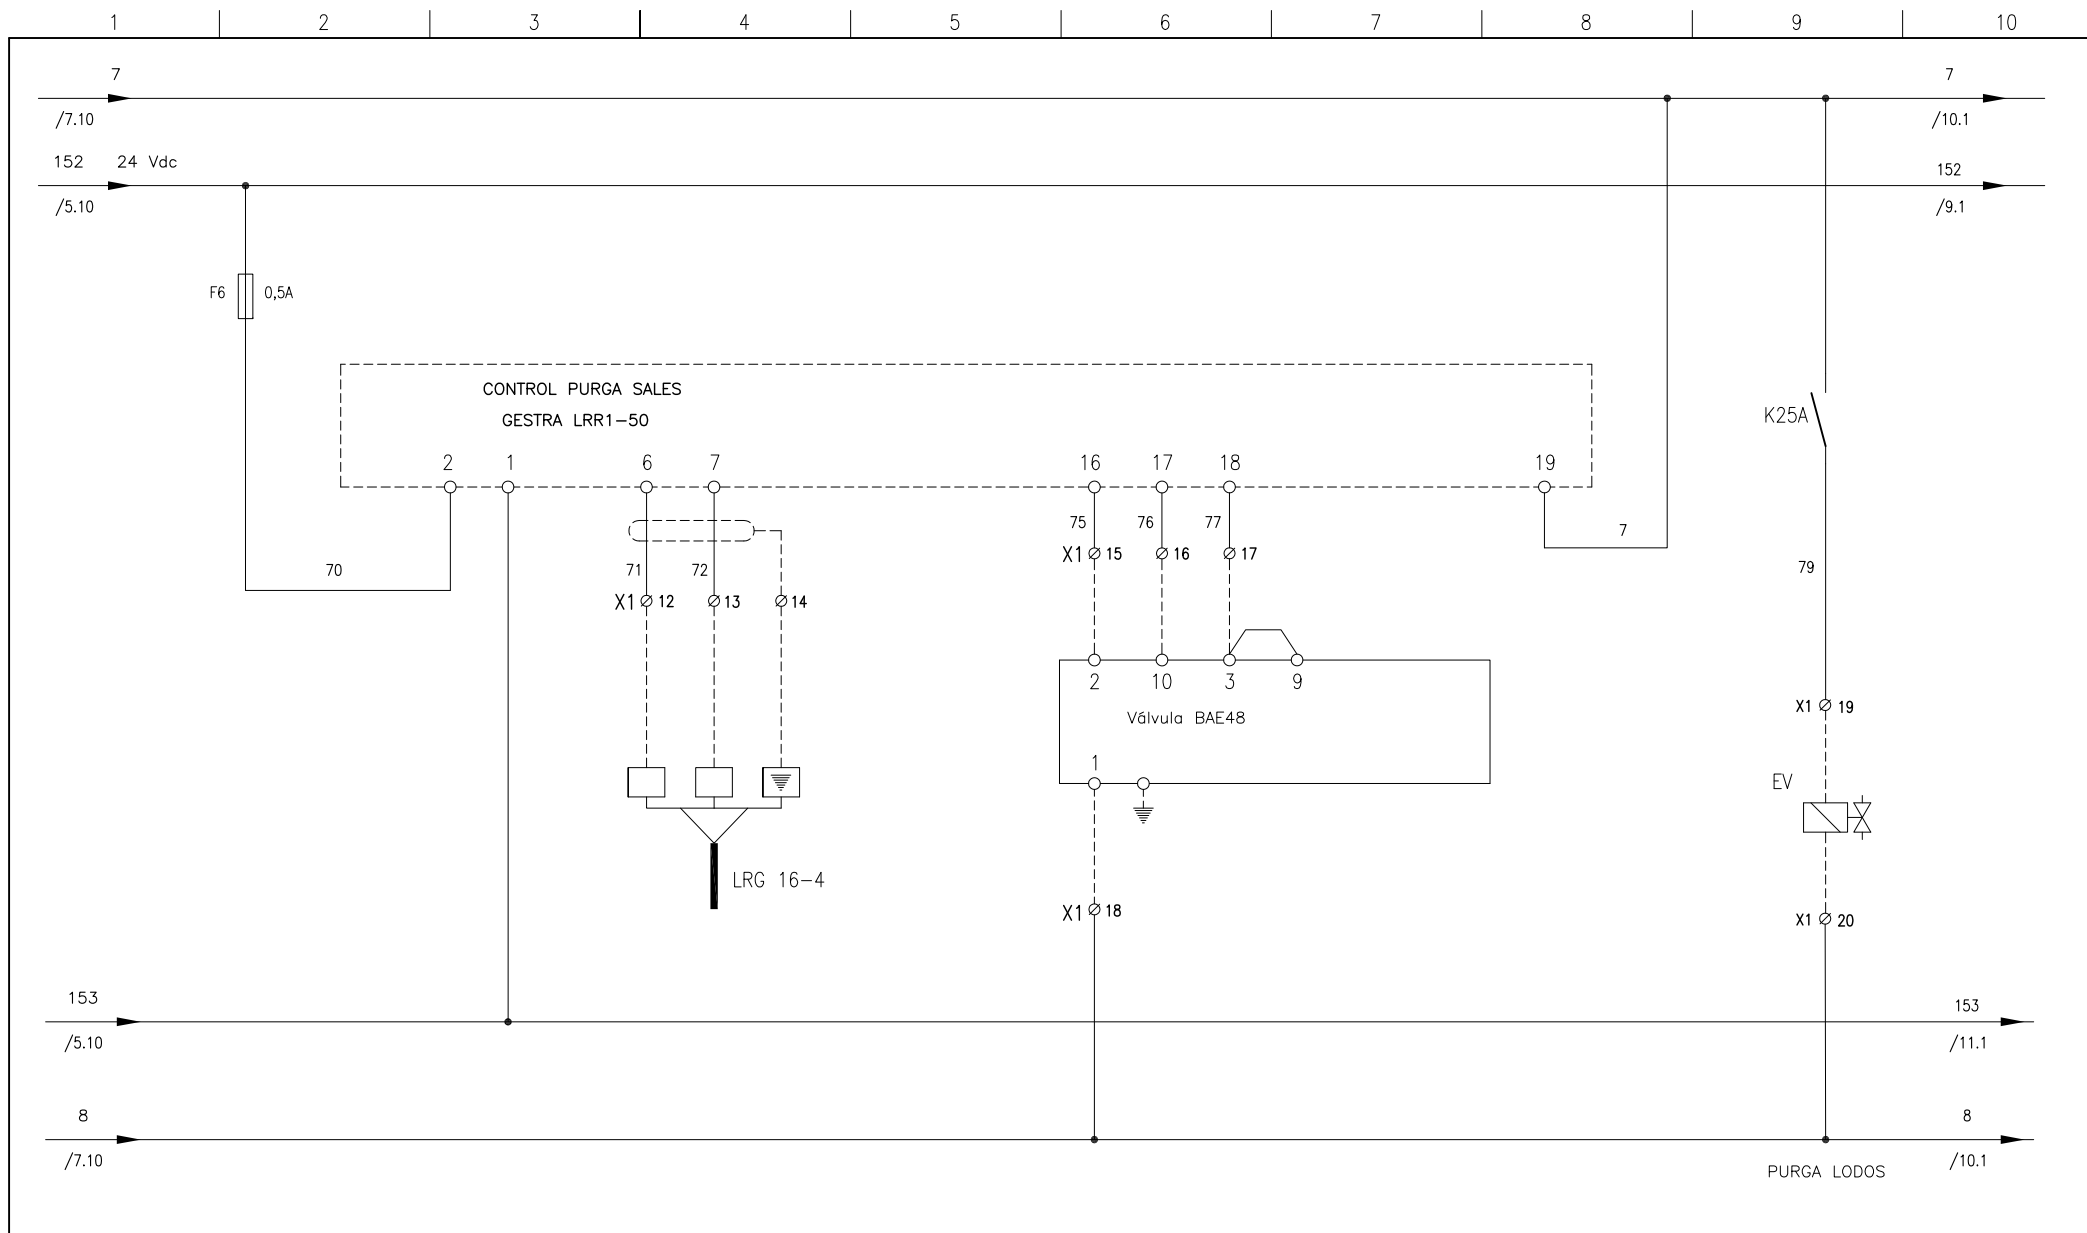 1 2 3 4 5 6 7 8 9 10
7 7
/7.10 /10.1
152 24 Vdc 152
/5.10 /9.1
F6 0,5A
CONTROL PURGA SALES
GESTRA LRR1-50
K25A
2 1 6 7 16 17 18 19
75 76 77 7
X1 15 16 17
70 71 72 79
X1 12 13 14
2 10 3 9
X1 19
Válvula BAE48
1
EV
LRG 16-4
X1 18
X1 20
153 153
/5.10 /11.1
8 8
/7.10 /10.1
PURGA LODOS